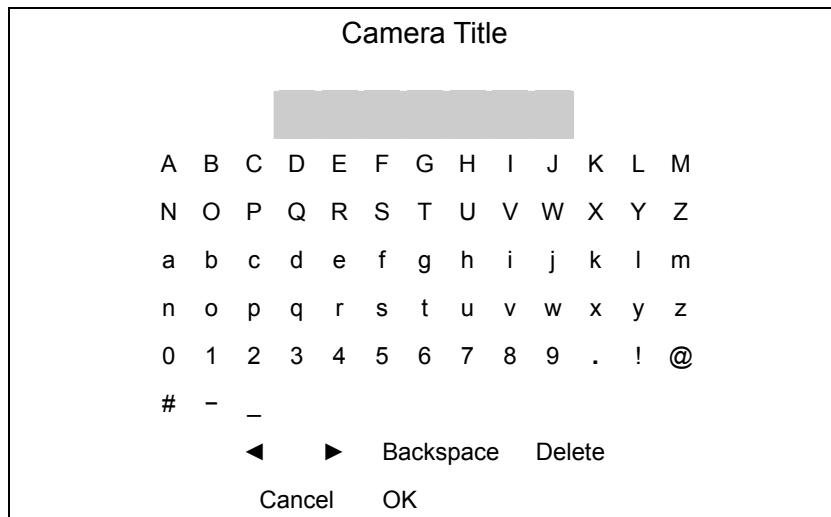 Camera Title
A B C D E F G H I J K L M
N O P Q R S T U V W X Y Z
a b c d e f g h i j k l m
n o p q r s t u v w x y z
0 1 2 3 4 5 6 7 8 9 . ! @
# – _
◄ ► Backspace Delete
Cancel OK